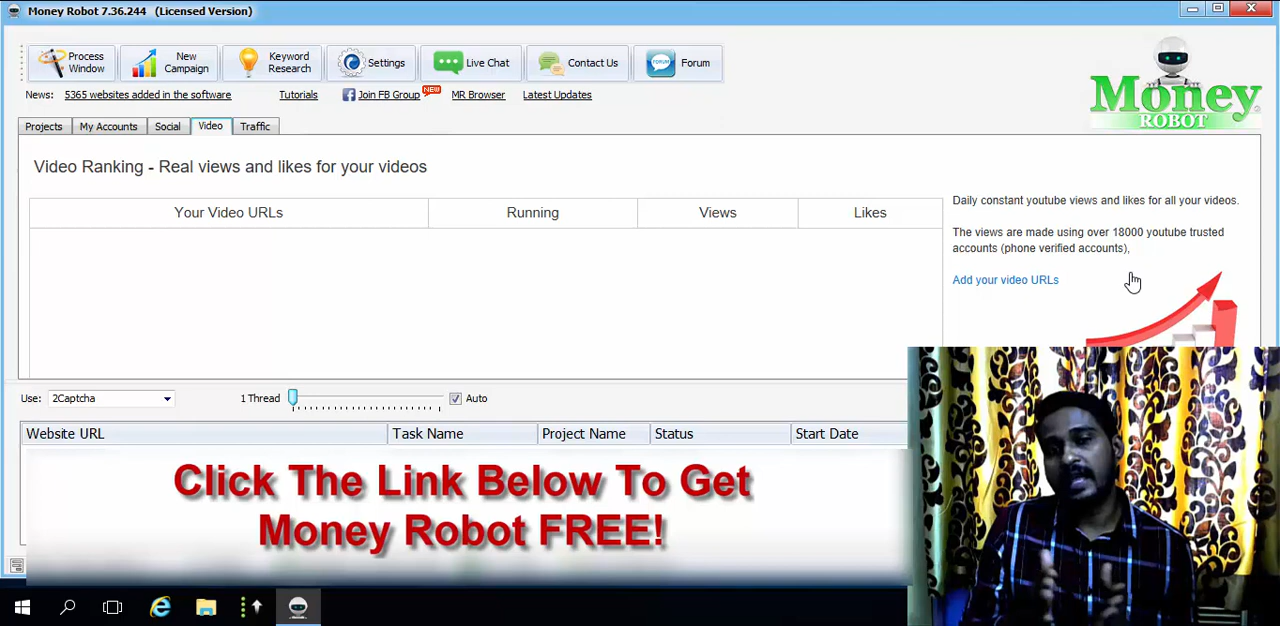 Money Robot 7.36.244 (Licensed Version)
Process Window
New Campaign
Keyword Research
Settings
Live Chat
Contact Us
FORUM
Forum
Money
ROBOT
News: 5365 websites added in the software Tutorials Join FB Group NEW MR Browser Latest Updates
Projects My Accounts Social Video Traffic
Video Ranking - Real views and likes for your videos
Your Video URLs Running Views Likes
Daily constant youtube views and likes for all your videos.
The views are made using over 18000 youtube trusted
accounts (phone verified accounts),
Add your video URLs
Use: 2Captcha 1 Thread Auto
Website URL Task Name Project Name Status Start Date
Click The Link Below To Get
Money Robot FREE!